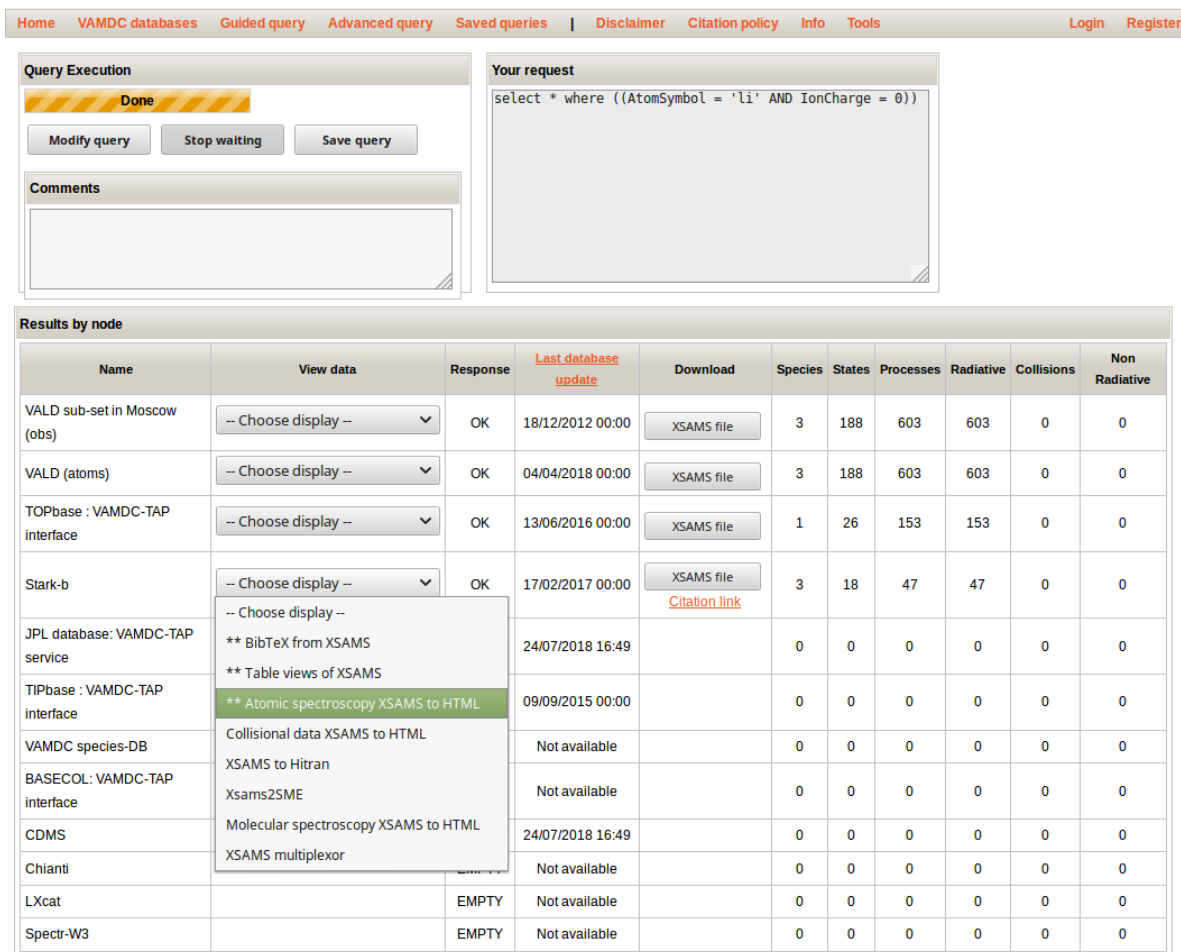 Home VAMDC databases Guided query Advanced query Saved queries | Disclaimer Citation policy Info Tools Login Register
Query Execution
Done
Modify query Stop waiting Save query
Comments
Your request
select * where ((AtomSymbol = 'li' AND IonCharge = 0))
Results by node
Name View data Response Last database update Download Species States Processes Radiative Collisions Non Radiative
VALD sub-set in Moscow (obs) -- Choose display -- OK 18/12/2012 00:00 XSAMS file 3 188 603 603 0 0
VALD (atoms) -- Choose display -- OK 04/04/2018 00:00 XSAMS file 3 188 603 603 0 0
TOPbase : VAMDC-TAP interface -- Choose display -- OK 13/06/2016 00:00 XSAMS file 1 26 153 153 0 0
Stark-b -- Choose display -- OK 17/02/2017 00:00 XSAMS file Citation link 3 18 47 47 0 0
-- Choose display --
** BibTeX from XSAMS
** Table views of XSAMS
** Atomic spectroscopy XSAMS to HTML
Collisional data XSAMS to HTML
XSAMS to Hitran
Xsams2SME
Molecular spectroscopy XSAMS to HTML
XSAMS multiplexor
JPL database: VAMDC-TAP service 24/07/2018 16:49 0 0 0 0 0 0
TIPbase : VAMDC-TAP interface 09/09/2015 00:00 0 0 0 0 0 0
VAMDC species-DB Not available 0 0 0 0 0 0
BASECOL: VAMDC-TAP interface Not available 0 0 0 0 0 0
CDMS 24/07/2018 16:49 0 0 0 0 0 0
Chianti Not available 0 0 0 0 0 0
LXcat EMPTY Not available 0 0 0 0 0 0
Spectr-W3 EMPTY Not available 0 0 0 0 0 0